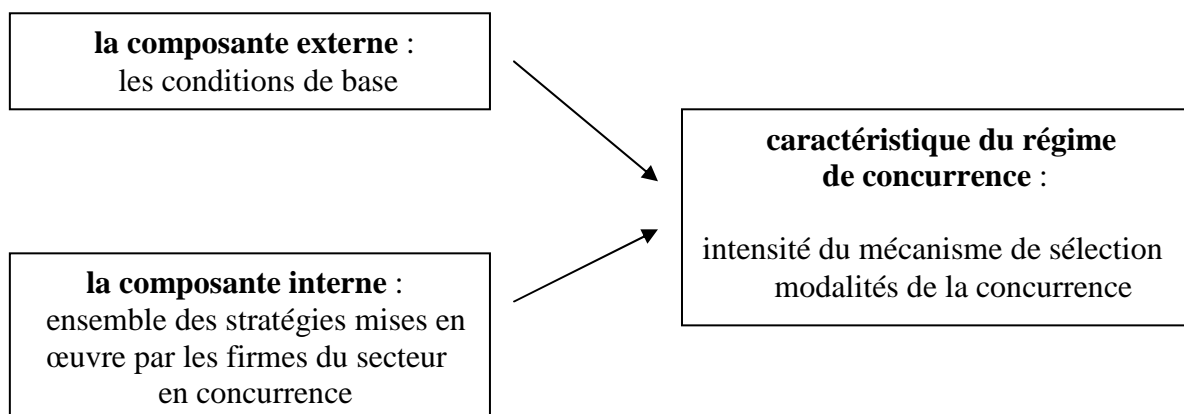 la composante externe :
les conditions de base
caractéristique du régime
de concurrence :
intensité du mécanisme de sélection
modalités de la concurrence
la composante interne :
ensemble des stratégies mises en
œuvre par les firmes du secteur
en concurrence